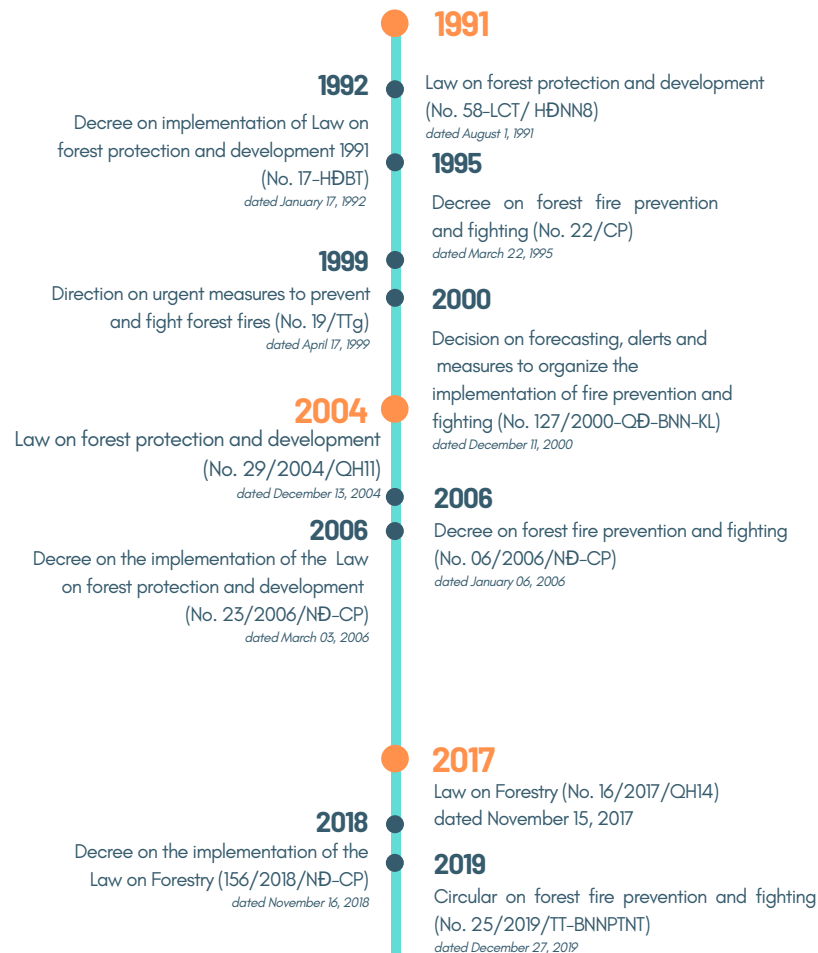 1991
Law on forest protection and development
(No. 58-LCT/ HĐNN8)
dated August 1, 1991
1992
Decree on implementation of Law on
forest protection and development 1991
(No. 17-HĐBT)
dated January 17, 1992
1995
Decree on forest fire prevention
and fighting (No. 22/CP)
dated March 22, 1995
1999
Direction on urgent measures to prevent
and fight forest fires (No. 19/TTg)
dated April 17, 1999
2000
Decision on forecasting, alerts and
measures to organize the
implementation of fire prevention and
fighting (No. 127/2000-QĐ-BNN-KL)
dated December 11, 2000
2004
Law on forest protection and development
(No. 29/2004/QH11)
dated December 13, 2004
2006
Decree on forest fire prevention and fighting
(No. 06/2006/NĐ-CP)
dated January 06, 2006
2006
Decree on the implementation of the Law
on forest protection and development
(No. 23/2006/NĐ-CP)
dated March 03, 2006
2017
Law on Forestry (No. 16/2017/QH14)
dated November 15, 2017
2018
Decree on the implementation of the
Law on Forestry (156/2018/NĐ-CP)
dated November 16, 2018
2019
Circular on forest fire prevention and fighting
(No. 25/2019/TT-BNNPTNT)
dated December 27, 2019